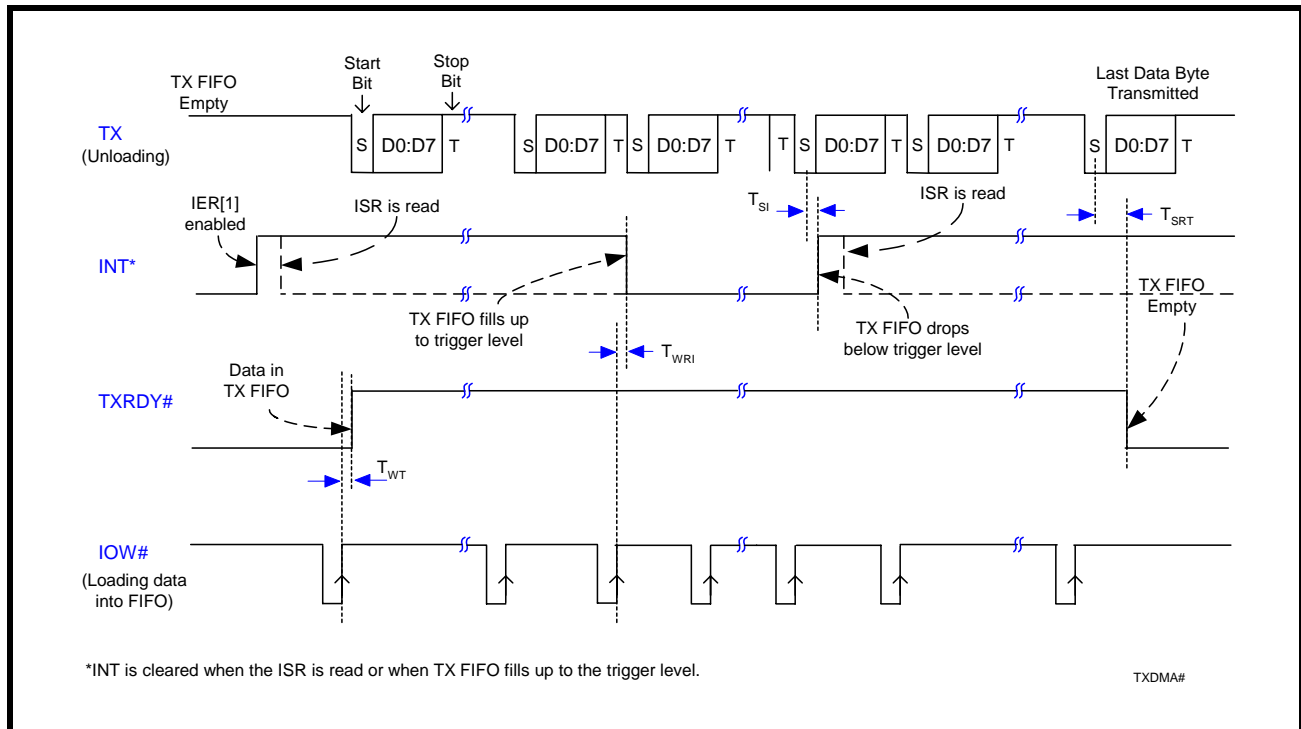 Start
Bit
Stop
Bit
TX FIFO
Empty
Last Data Byte
Transmitted
TX
(Unloading)
S D0:D7 T S D0:D7 T S D0:D7 T T S D0:D7 T S D0:D7 T S D0:D7 T
IER[1]
enabled
ISR is read
TSI
ISR is read
TSRT
INT*
TX FIFO fills up
to trigger level
TX FIFO drops
below trigger level
TX FIFO
Empty
TWRI
Data in
TX FIFO
TXRDY#
TWT
IOW#
(Loading data
into FIFO)
*INT is cleared when the ISR is read or when TX FIFO fills up to the trigger level.
TXDMA#